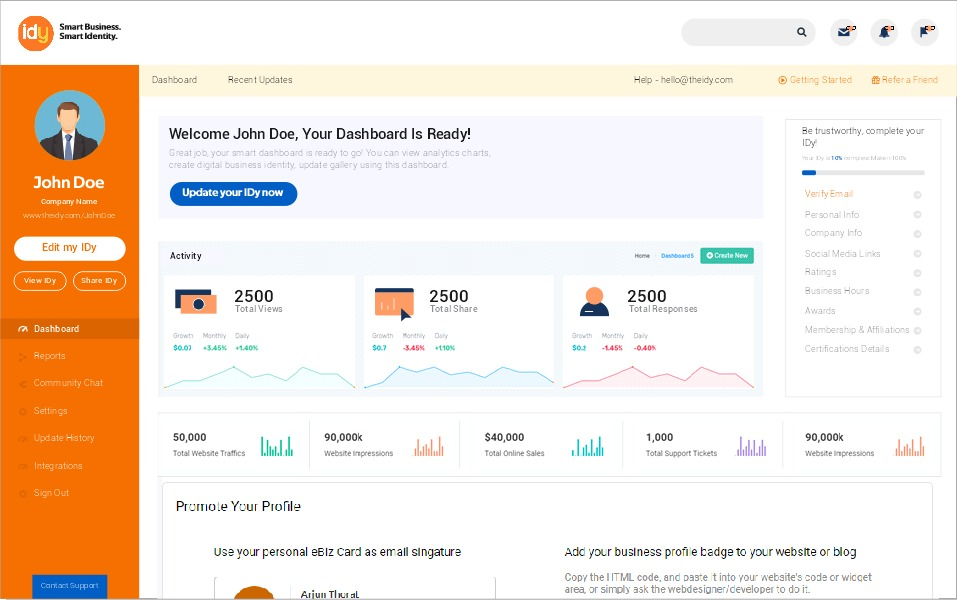 idy
Smart Business.
Smart Identity.
Dashboard
Recent Updates
Help - hello@theidy.com
Getting Started
Refer a Friend
John Doe
Company Name
www.theidy.com/JohnDoe
Edit my IDy
View IDy
Share IDy
Dashboard
Reports
Community Chat
Settings
Update History
Integrations
Sign Out
Contact Support
Welcome John Doe, Your Dashboard Is Ready!
Great job, your smart dashboard is ready to go! You can view analytics charts,
create digital business identity, update gallery using this dashboard.
Update your IDy now
Be trustworthy, complete your
IDy!
Your IDy is 10% complete Make it 100%
Verify Email
Personal Info
Company Info
Social Media Links
Ratings
Business Hours
Awards
Membership & Affiliations
Certifications Details
Activity
Home
Dashboard5
Create New
2500
Total Views
Growth Monthly Daily
$0.07 +3.45% +1.40%
2500
Total Share
Growth Monthly Daily
$0.7 -3.45% +1.10%
2500
Total Responses
Growth Monthly Daily
$0.2 -1.45% -0.40%
50,000
Total Website Traffics
90,000k
Website Impressions
$40,000
Total Online Sales
1,000
Total Support Tickets
90,000k
Website Impressions
Promote Your Profile
Use your personal eBiz Card as email singature
Arjun Thorat
Add your business profile badge to your website or blog
Copy the HTML code, and paste it into your website's code or widget
area, or simply ask the webdesigner/developer to do it.